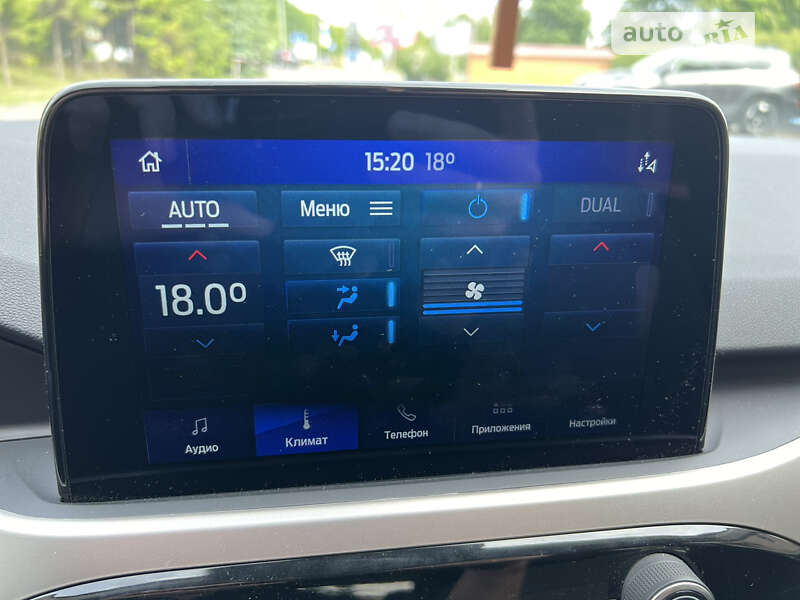 auto RIA
15:20 18°
AUTO
Меню
DUAL
18.0°
Аудио
Климат
Телефон
Приложения
Настройки